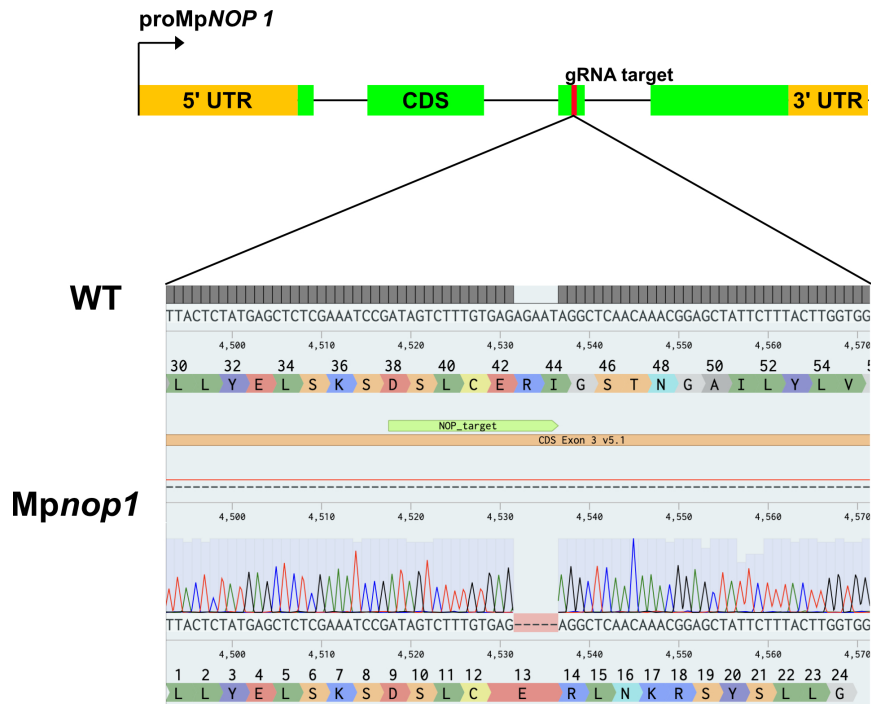 proMpNOP 1
gRNA target
5' UTR CDS 3' UTR
WT
TTACTCTATGAGCTCTCGAAATCCGATAGTCTTTGTGAGAGAATAGGCTCAACAAACGGAGCTATTCTTTACTTGGTGG
4,500 4,510 4,520 4,530 4,540 4,550 4,560 4,570
30 32 34 36 38 40 42 44 46 48 50 52 54
L L Y E L S K S D S L C E R I G S T N G A I L Y L V
NOP_target
CDS Exon 3 v5.1
Mpnop1
4,500 4,510 4,520 4,530 4,540 4,550 4,560 4,570
TTACTCTATGAGCTCTCGAAATCCGATAGTCTTTGTGAG-----AGGCTCAACAAACGGAGCTATTCTTTACTTGGTGG
4,500 4,510 4,520 4,530 4,540 4,550 4,560 4,570
1 2 3 4 5 6 7 8 9 10 11 12 13 14 15 16 17 18 19 20 21 22 23 24
L L Y E L S K S D S L C E R L N K R S Y S L L G